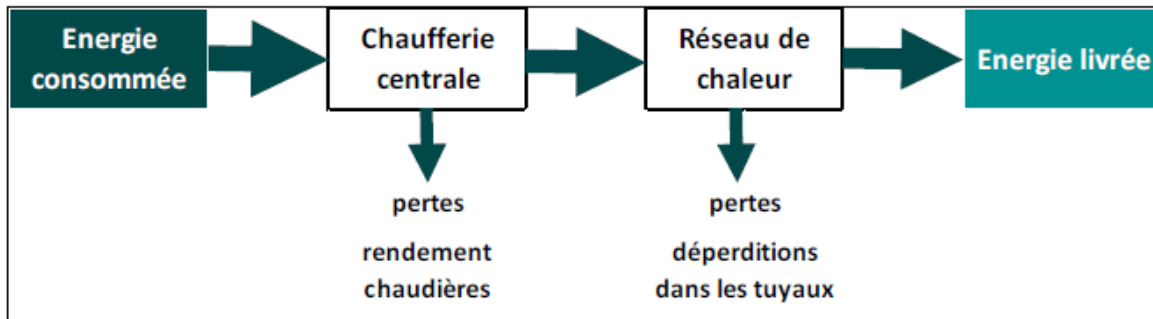 Energie
consommée
Chaufferie
centrale
Réseau de
chaleur
Energie livrée
pertes
rendement
chaudières
pertes
déperditions
dans les tuyaux